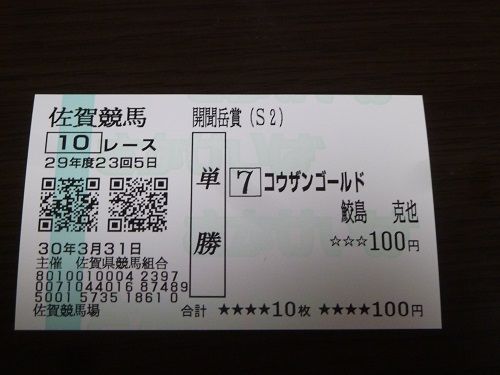 佐賀競馬
10 レース
29年度23回5日
30年3月31日
主催 佐賀県競馬組合
8010010004 2397
0071044016 87489
5001 5735 1861 0
佐賀競馬場
開聞岳賞(S2)
単勝
7 コウザンゴールド
鮫島 克也
☆☆☆100円
合計 ★★★★10枚 ★★★★100円